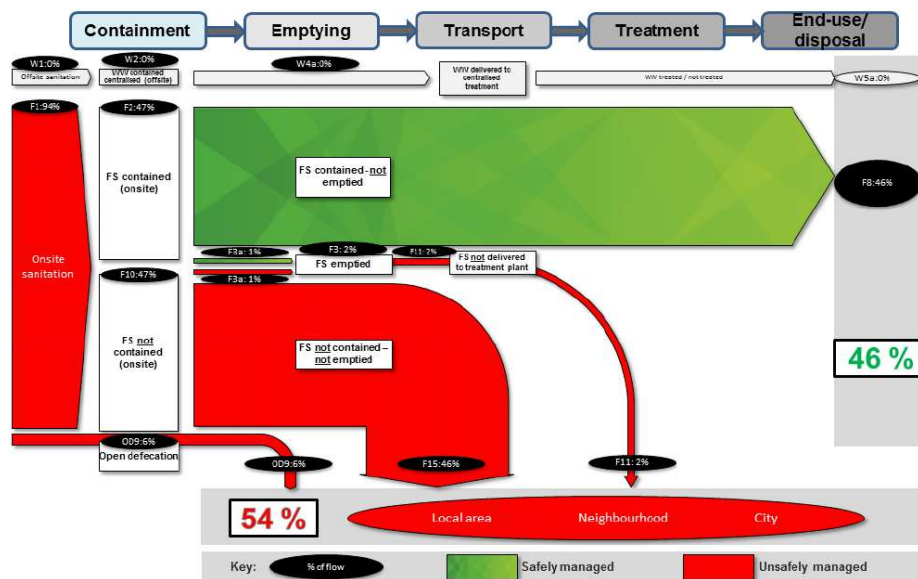 Containment
Emptying
Transport
Treatment
End-use/
disposal
W1:0%
W2:0%
W4a:0%
Offsite sanitation
WW contained
centralised (offsite)
WW delivered to
centralised
treatment
WW treated / not treated
W5a:0%
F1:94%
F2:47%
FS contained
(onsite)
FS contained - not
emptied
F8:46%
Onsite
sanitation
F3a: 1%
F3: 2%
F11: 2%
FS emptied
FS not delivered
to treatment plant
F10:47%
F3a: 1%
FS
not
contained
(onsite)
FS not contained –
not emptied
46 %
OD9:6%
Open defecation
OD9:6%
F15:46%
F11: 2%
54 %
Local area
Neighbourhood
City
Key:
% of flow
Safely managed
Unsafely managed